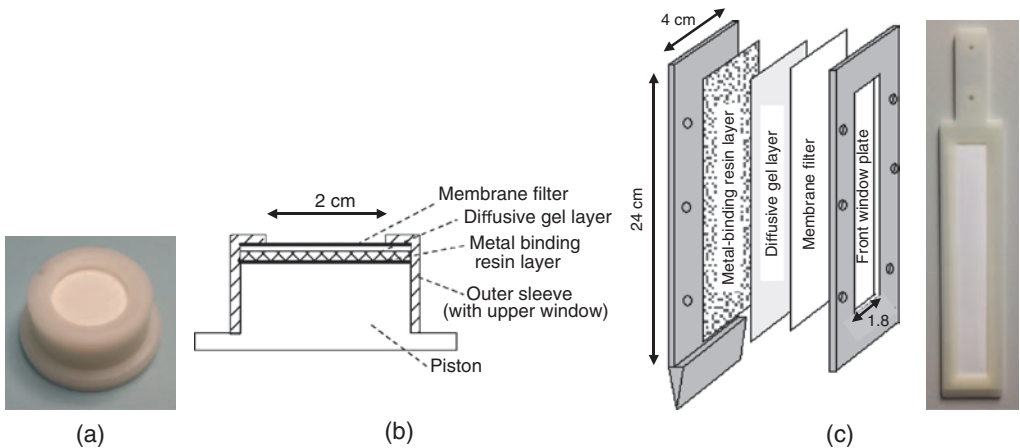 2 cm
Membrane filter
Diffusive gel layer
Metal binding
resin layer
Outer sleeve
(with upper window)
Piston
4 cm
24 cm
Metal-binding resin layer
Diffusive gel layer
Membrane filter
Front window plate
1.8
(a)
(b)
(c)